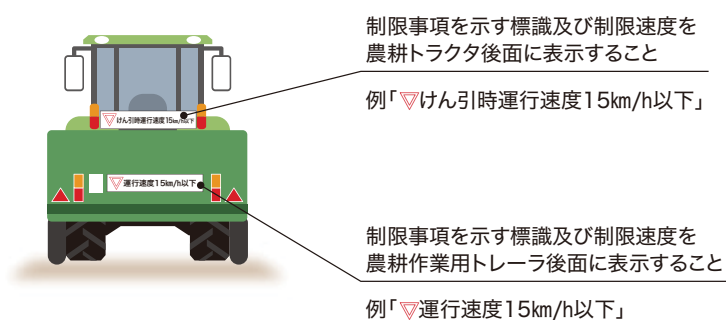 制限事項を示す標識及び制限速度を
農耕トラクタ後面に表示すること
例「▽けん引時運行速度15km/h以下」
▽けん引時運行速度15km/h以下
▽運行速度15km/h以下
制限事項を示す標識及び制限速度を
農耕作業用トレーラ後面に表示すること
例「▽運行速度15km/h以下」